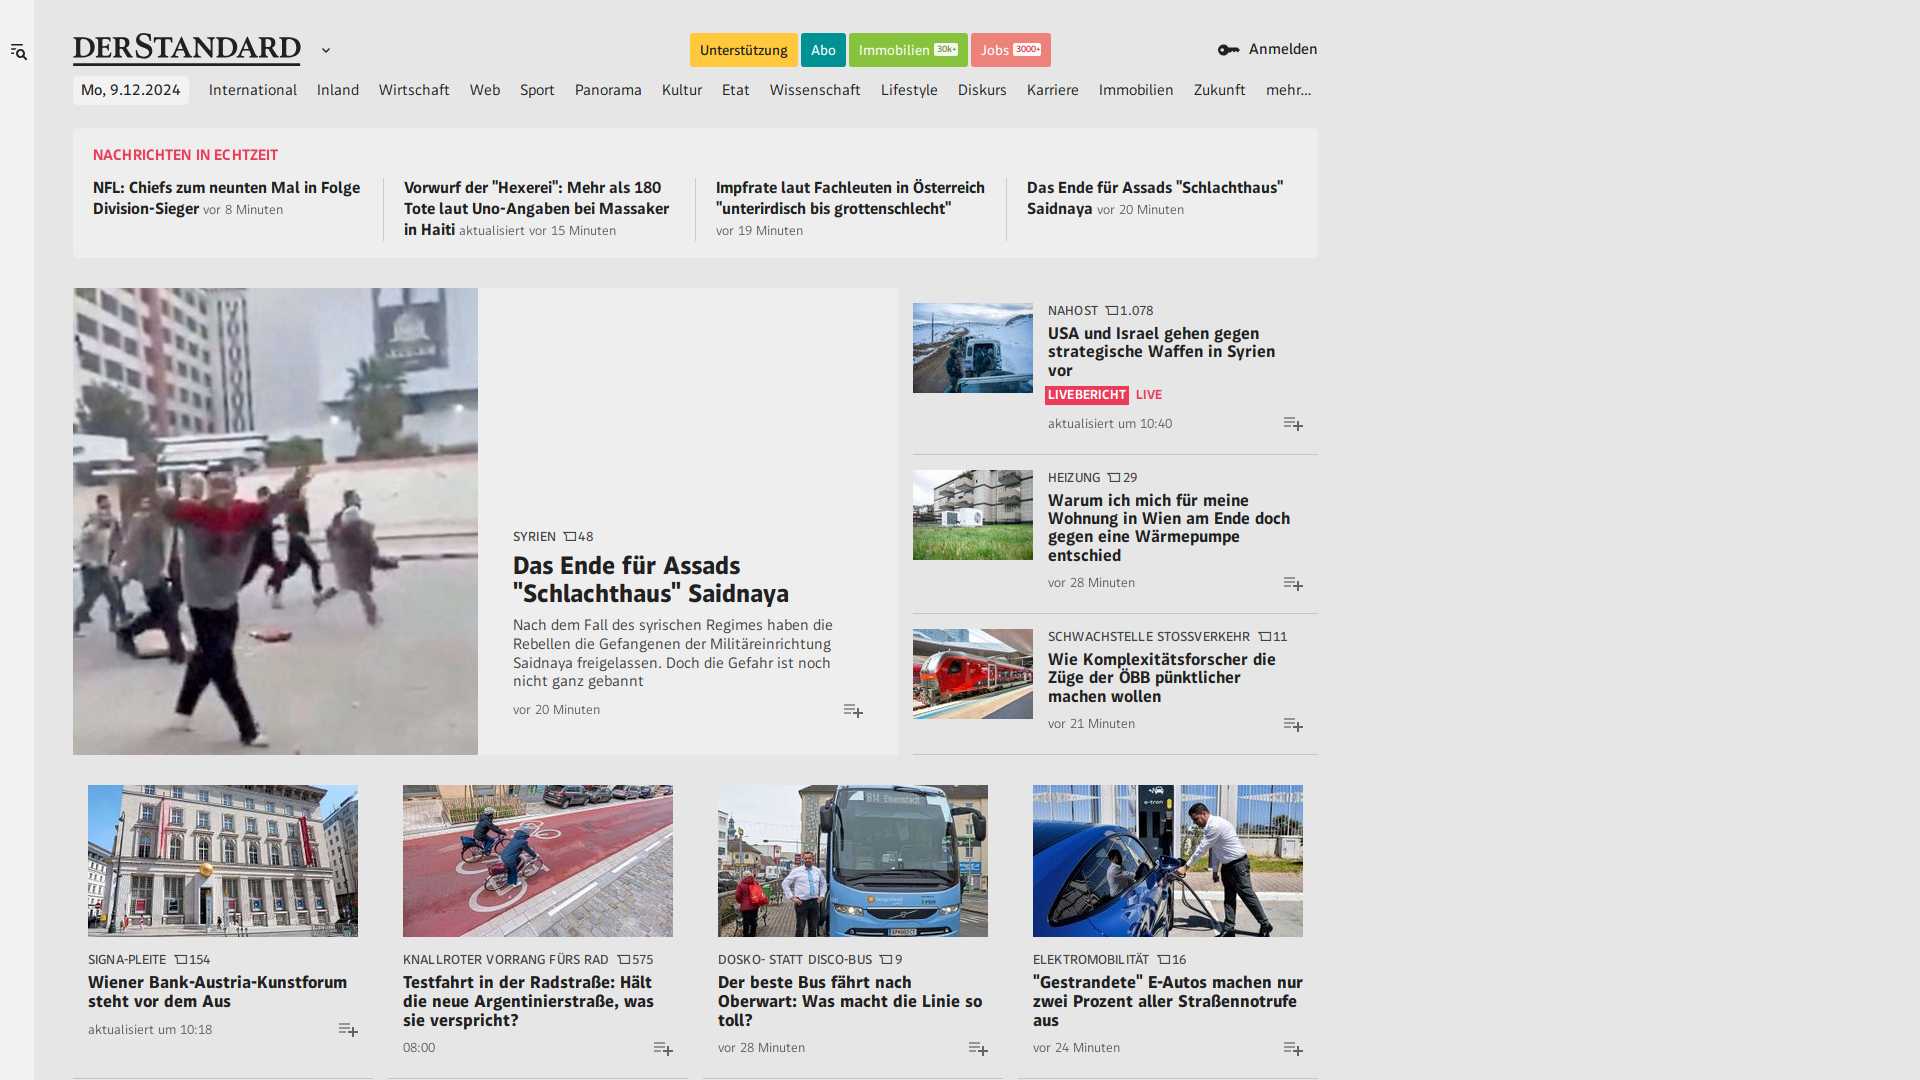 DERSTANDARD
Unterstützung
Abo
Immobilien 30k+
Jobs 3000+
Anmelden
Mo, 9.12.2024
International
Inland
Wirtschaft
Web
Sport
Panorama
Kultur
Etat
Wissenschaft
Lifestyle
Diskurs
Karriere
Immobilien
Zukunft
mehr...
NACHRICHTEN IN ECHTZEIT
NFL: Chiefs zum neunten Mal in Folge
Division-Sieger vor 8 Minuten
Vorwurf der "Hexerei": Mehr als 180
Tote laut Uno-Angaben bei Massaker
in Haiti aktualisiert vor 15 Minuten
Impfrate laut Fachleuten in Österreich
"unterirdisch bis grottenschlecht"
vor 19 Minuten
Das Ende für Assads "Schlachthaus"
Saidnaya vor 20 Minuten
SYRIEN 48
Das Ende für Assads
"Schlachthaus" Saidnaya
Nach dem Fall des syrischen Regimes haben die
Rebellen die Gefangenen der Militäreinrichtung
Saidnaya freigelassen. Doch die Gefahr ist noch
nicht ganz gebannt
vor 20 Minuten
NAHOST 1.078
USA und Israel gehen gegen
strategische Waffen in Syrien
vor
LIVEBERICHT LIVE
aktualisiert um 10:40
HEIZUNG 29
Warum ich mich für meine
Wohnung in Wien am Ende doch
gegen eine Wärmepumpe
entschied
vor 28 Minuten
SCHWACHSTELLE STOSSVERKEHR 11
Wie Komplexitätsforscher die
Züge der ÖBB pünktlicher
machen wollen
vor 21 Minuten
SIGNA-PLEITE 154
Wiener Bank-Austria-Kunstforum
steht vor dem Aus
aktualisiert um 10:18
KNALLROTER VORRANG FÜRS RAD 575
Testfahrt in der Radstraße: Hält
die neue Argentinierstraße, was
sie verspricht?
08:00
B14 Eisenstadt
DOSKO- STATT DISCO-BUS 9
Der beste Bus fährt nach
Oberwart: Was macht die Linie so
toll?
vor 28 Minuten
e-tron
ELEKTROMOBILITÄT 16
"Gestrandete" E-Autos machen nur
zwei Prozent aller Straßennotrufe
aus
vor 24 Minuten